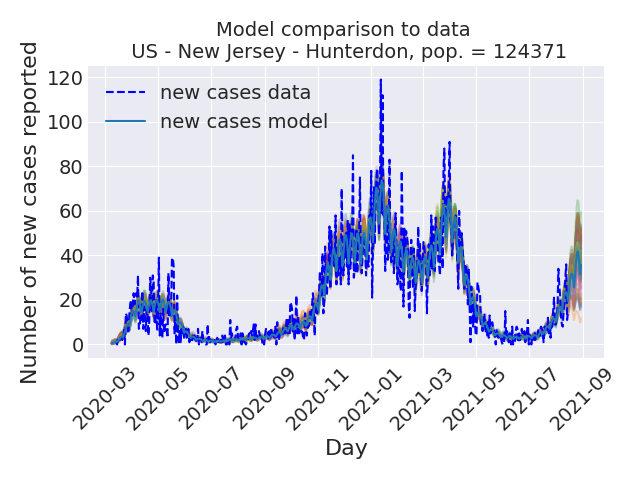 Model comparison to data
US - New Jersey - Hunterdon, pop. = 124371
Number of new cases reported
120
100
80
60
40
20
0
new cases data
new cases model
2020-03
2020-05
2020-07
2020-09
2020-11
2021-01
2021-03
2021-05
2021-07
2021-09
Day